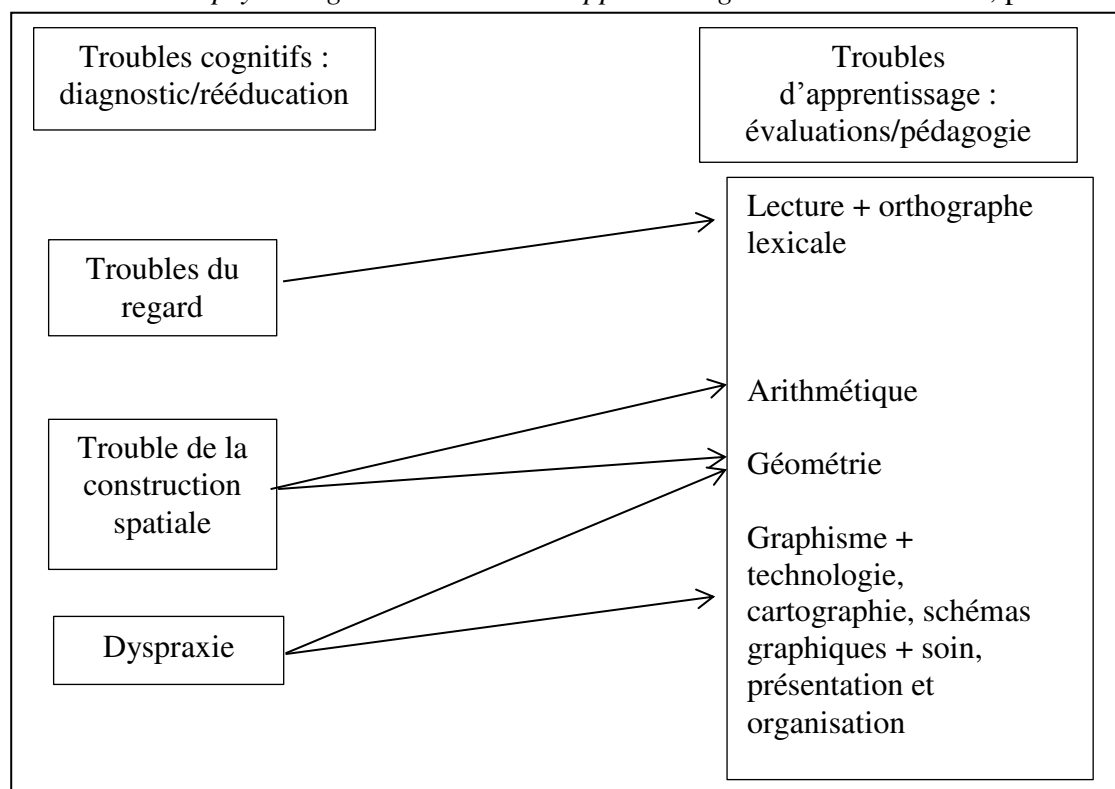 Troubles cognitifs :
diagnostic/rééducation
Troubles
d’apprentissage :
évaluations/pédagogie
Troubles du
regard
Trouble de la
construction
spatiale
Dyspraxie
Lecture + orthographe
lexicale
Arithmétique
Géométrie
Graphisme +
technologie,
cartographie, schémas
graphiques + soin,
présentation et
organisation